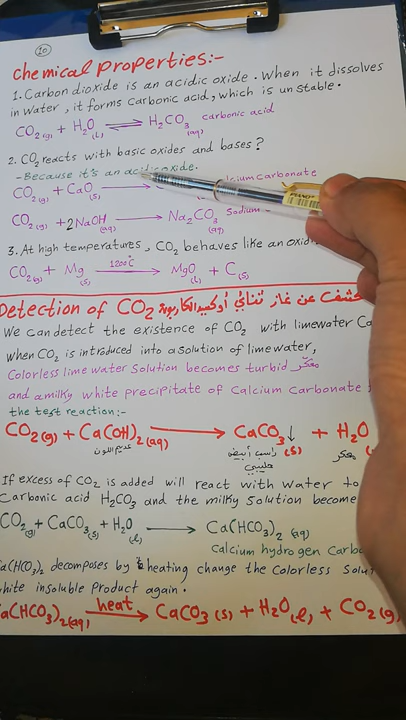 10
chemical properties:-
1. Carbon dioxide is an acidic oxide. When it dissolves
in water, it forms carbonic acid, which is unstable.
CO2(g) + H2O(l) ⇌ H2CO3(aq) carbonic acid
2. CO2 reacts with basic oxides and bases?
- Because it's an acidic oxide.
CO2(g) + CaO(s) → calcium carbonate
CO2(g) + 2NaOH(aq) → Na2CO3(aq) Sodium
3. At high temperatures, CO2 behaves like an
CO2(g) + Mg(s) 1200°C → MgO(l) + C(s)
Detection of CO2 عن غاز ثنائي أوكسيد الكاربون
We can detect the existence of CO2 with limewater Ca
when CO2 is introduced into a solution of limewater,
Colorless lime water Solution becomes turbid معكّر
and a milky white precipitate of Calcium Carbonate
the test reaction:-
CO2(g) + Ca(OH)2(aq) → CaCO3↓(s) + H2O
عديم اللون راسب أبيض حليبي معكر
If excess of CO2 is added will react with water to
Carbonic acid H2CO3 and the milky Solution become
CO2(g) + CaCO3(s) + H2O(l) → Ca(HCO3)2(aq)
calcium hydrogen Carbo
Ca(HCO3)2 decomposes by heating change the Colorless Solu
white insoluble Product again.
Ca(HCO3)2(aq) heat → CaCO3(s) + H2O(l) + CO2(g)